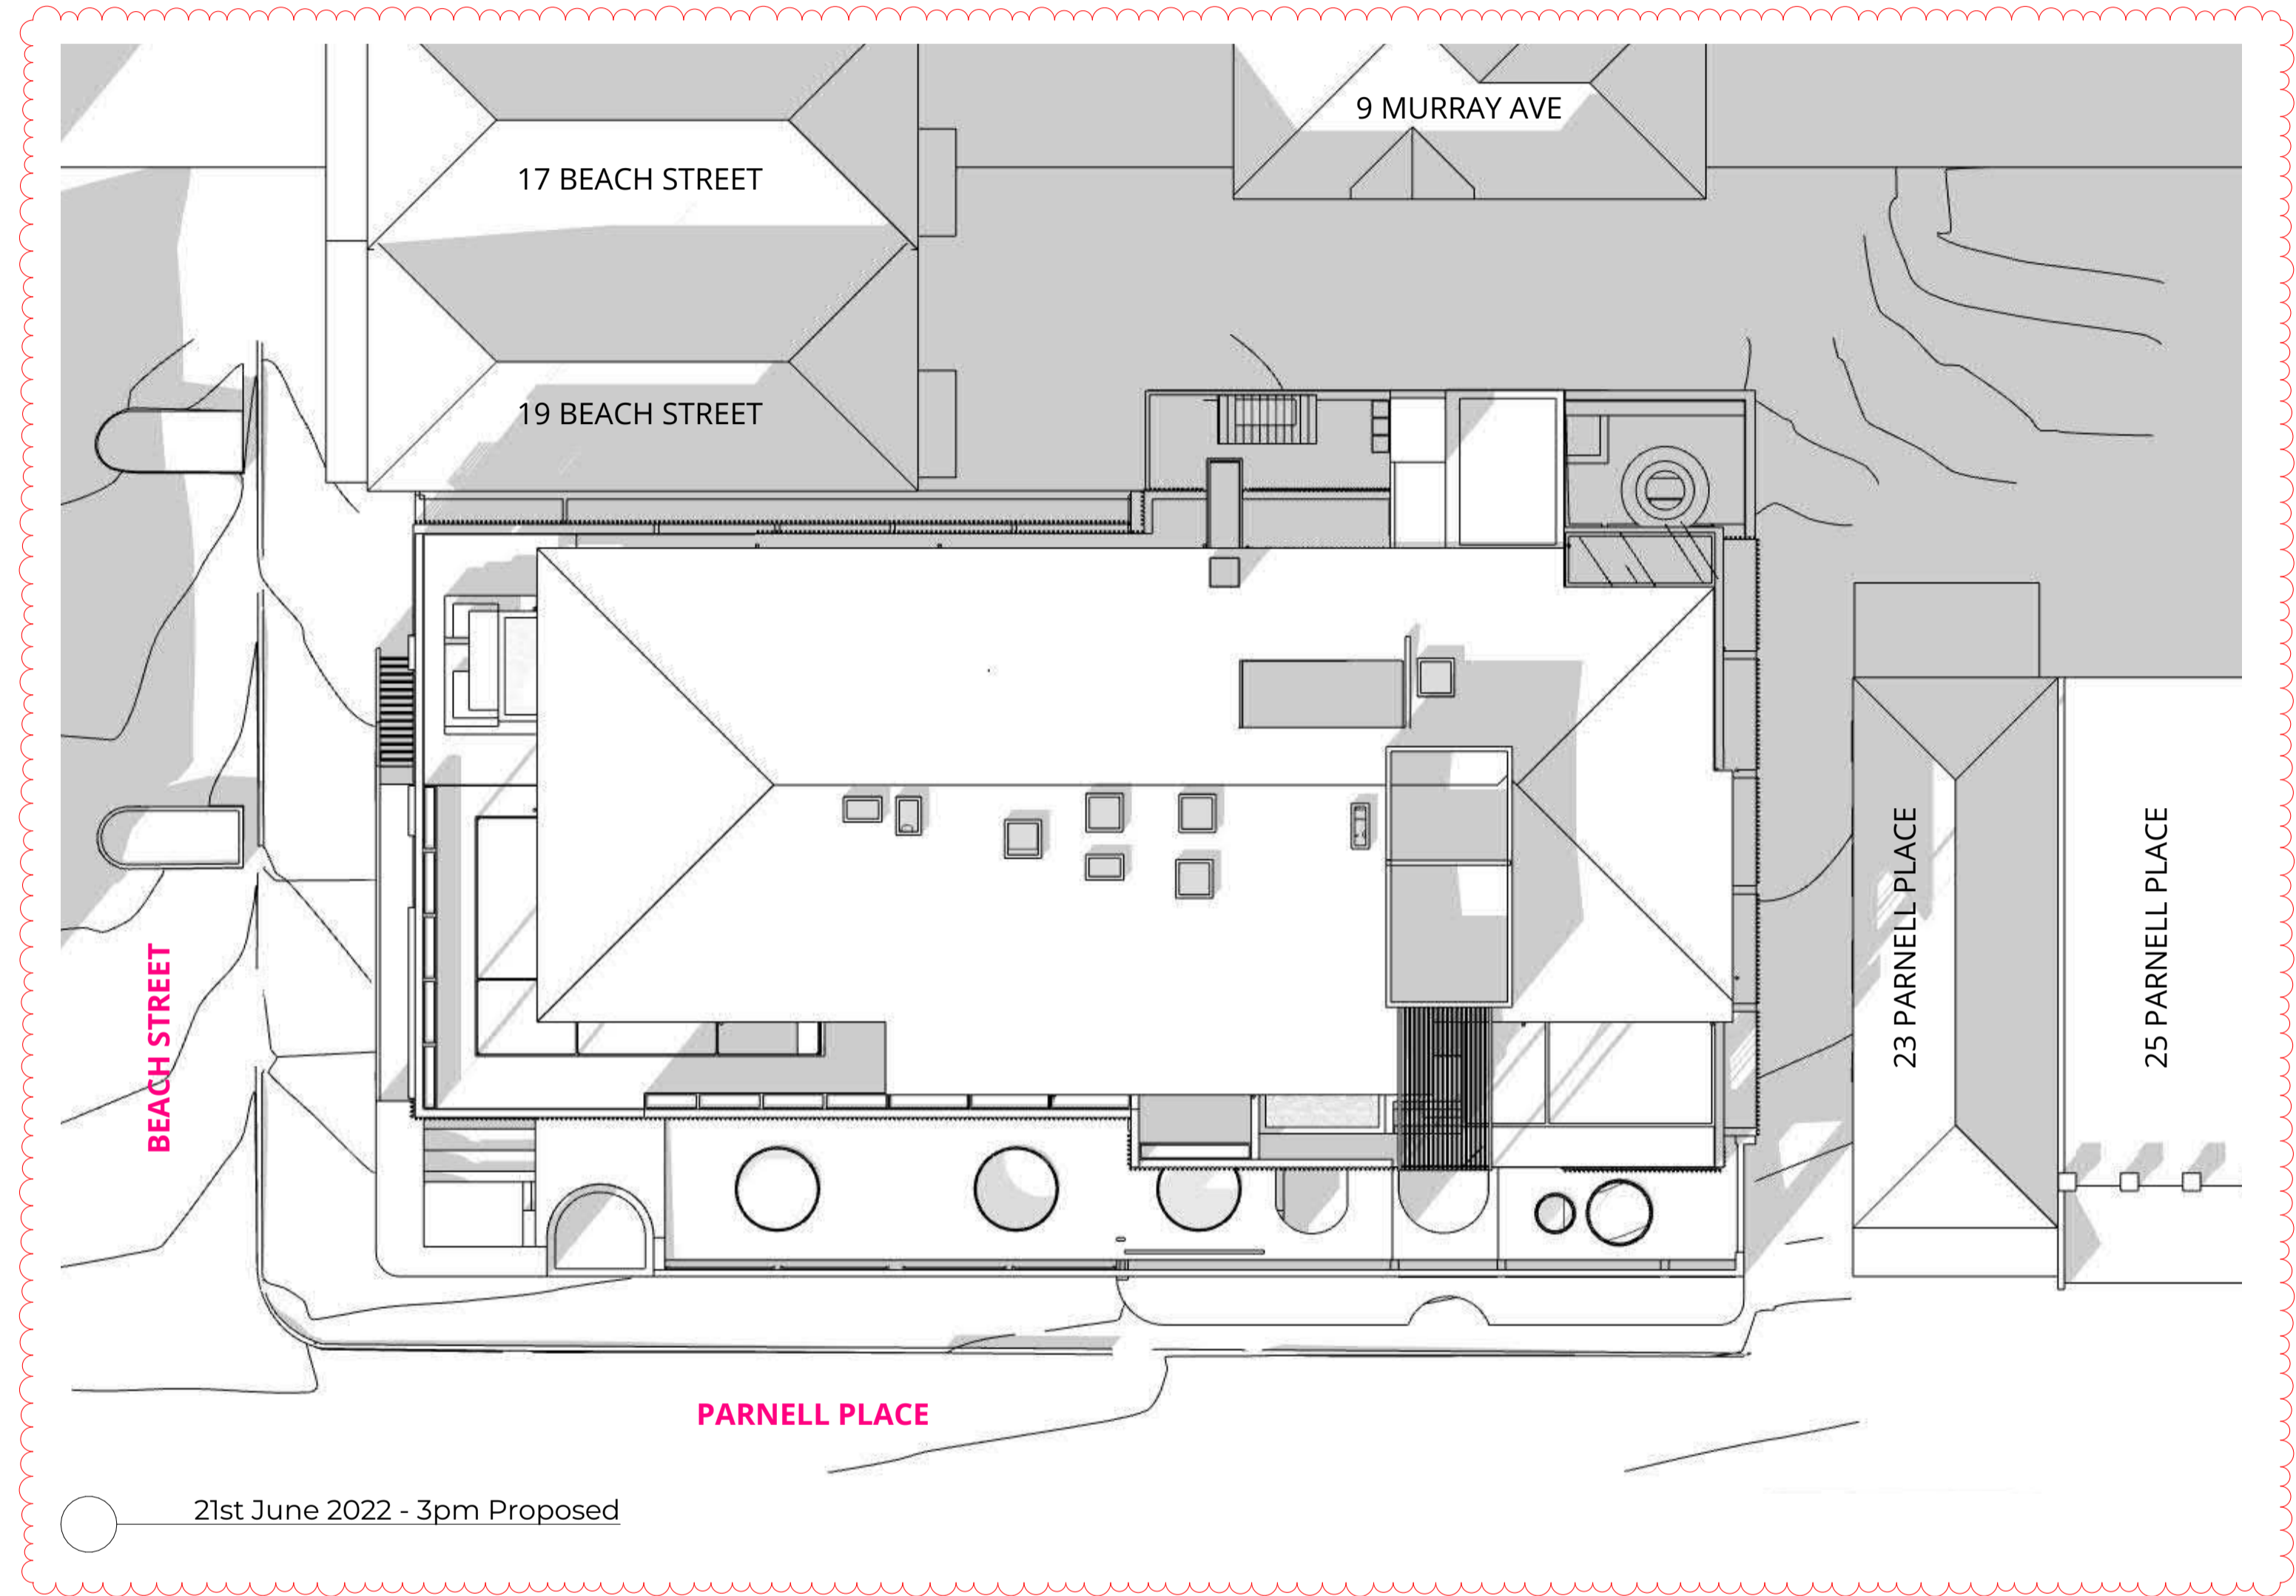 9 MURRAY AVE
17 BEACH STREET
19 BEACH STREET
23 PARNELL PLACE
25 PARNELL PLACE
BEACH STREET
PARNELL PLACE
21st June 2022 - 3pm Proposed